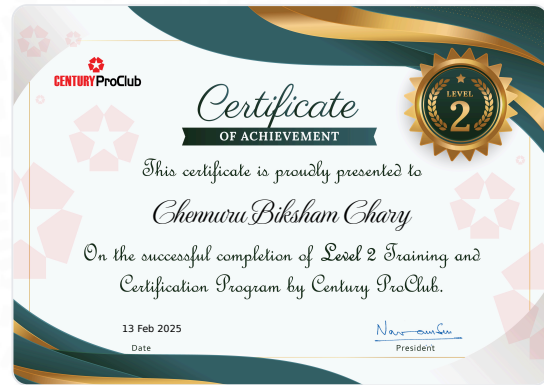 CENTURY ProClub
LEVEL
2
Certificate
OF ACHIEVEMENT
This certificate is proudly presented to
Chennuru Biksham Chary
On the successful completion of Level 2 Training and
Certification Program by Century ProClub.
13 Feb 2025
Date
President